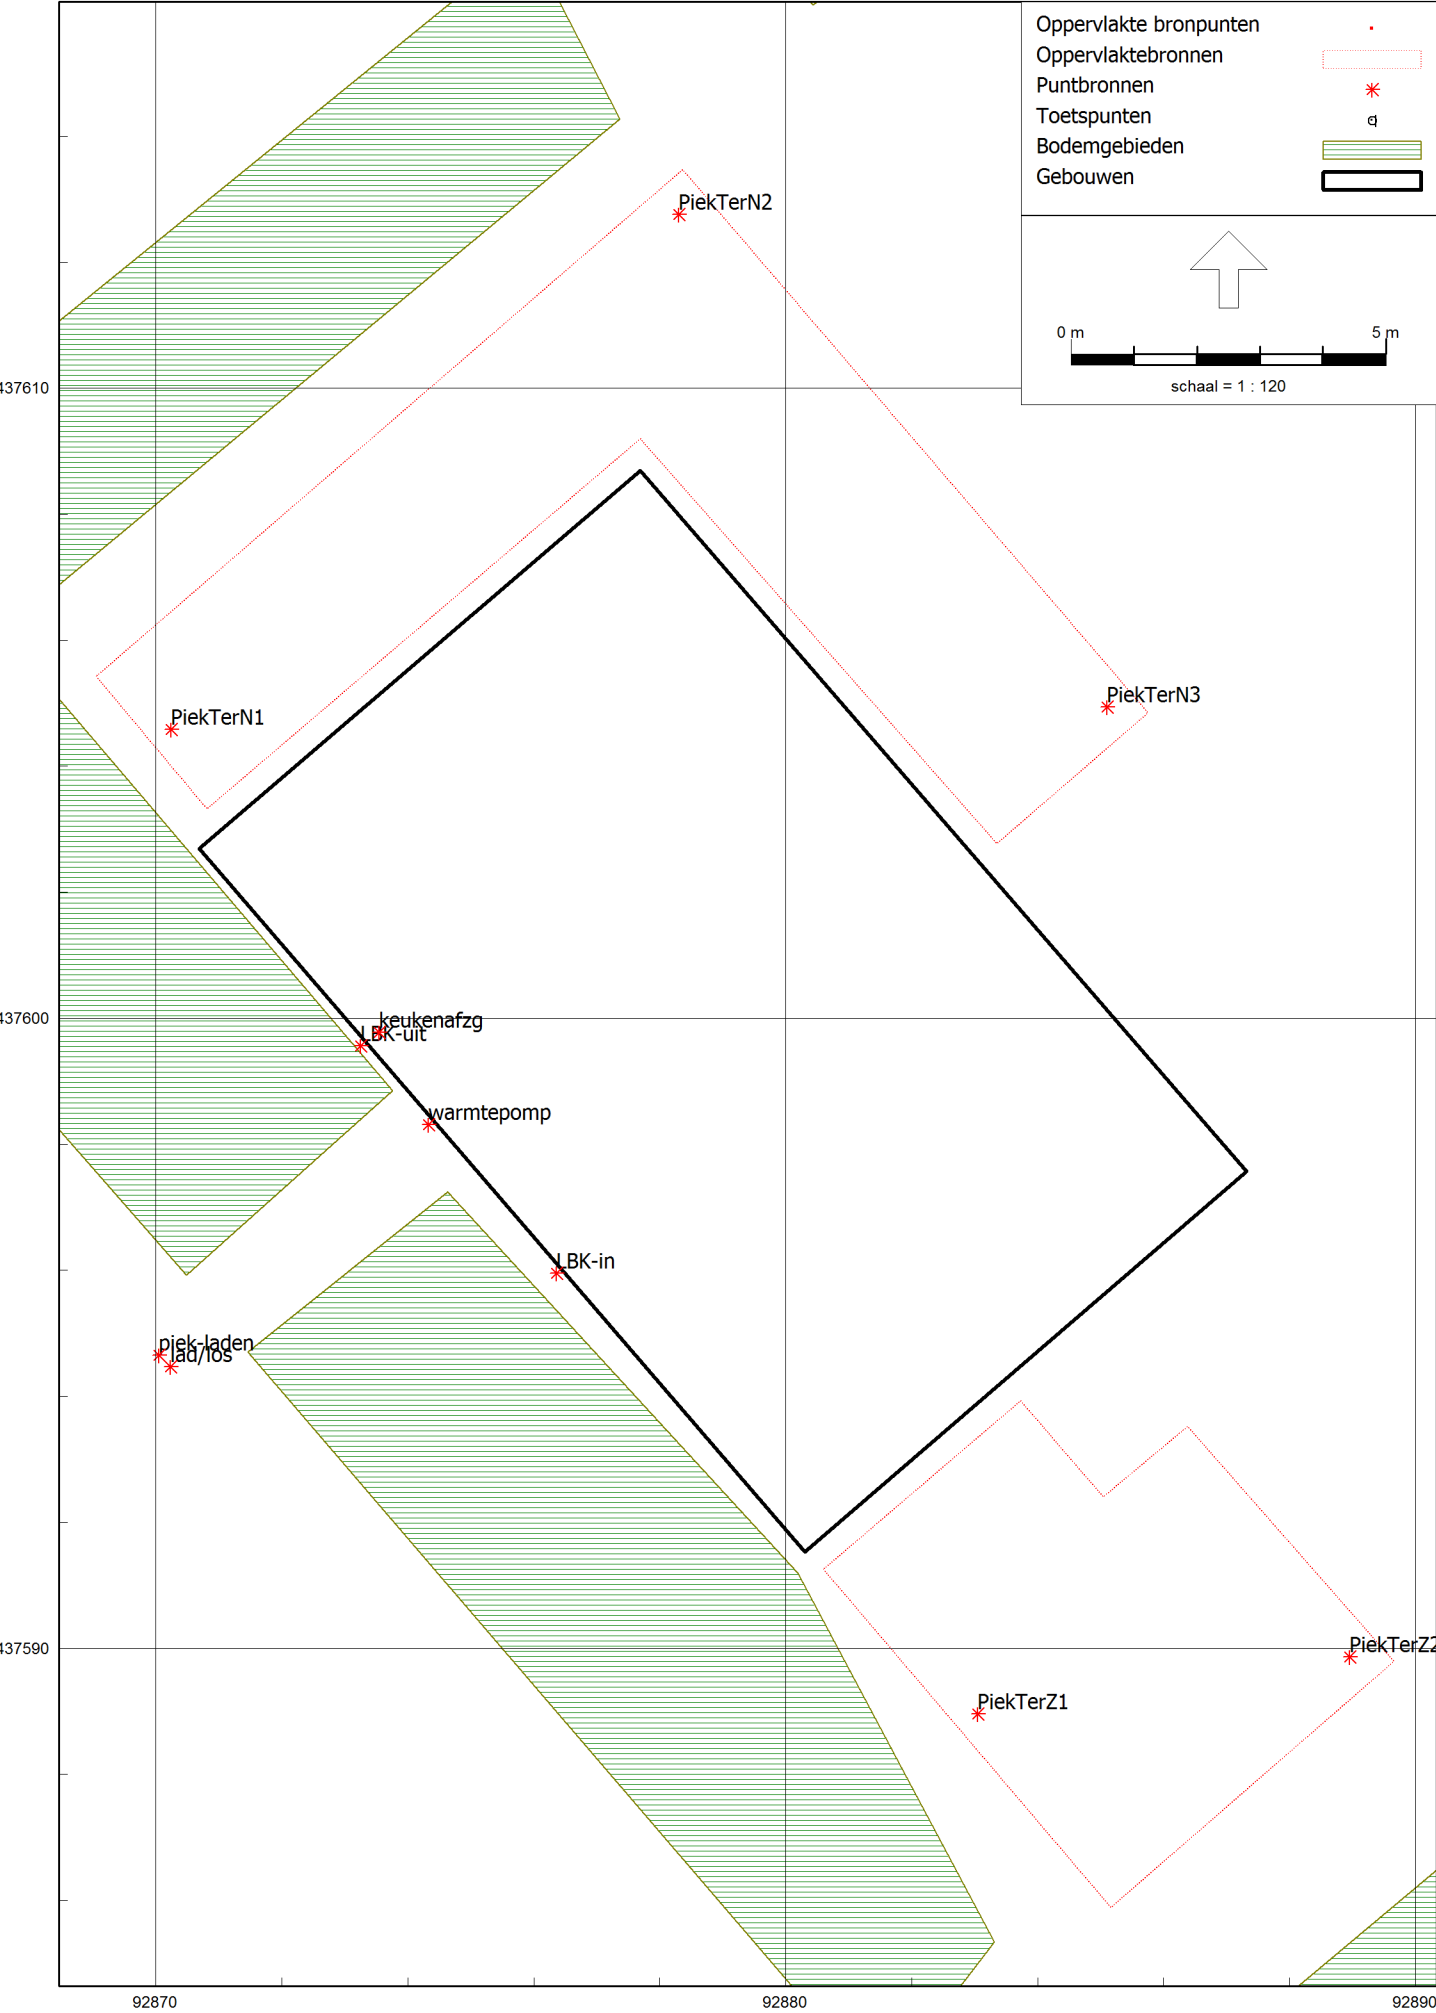 Oppervlakte bronpunten
Oppervlaktebronnen
Puntbronnen
Toetspunten
Bodemgebieden
Gebouwen
0 m 5 m
schaal = 1 : 120
PiekTerN2
437610
PiekTerN3
PiekTerN1
437600
keukenafzg
LBK-uit
warmtepomp
LBK-in
piek-laden
lad/los
437590
PiekTerZ2
PiekTerZ1
92870 92880 92890